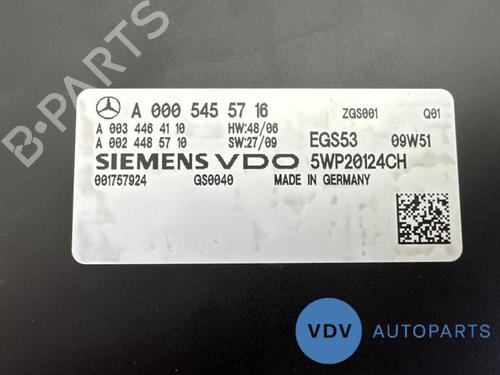 B-PARTS
A 000 545 57 16
ZGS001 Q01
A 003 446 41 10 HW:48/06
A 002 448 57 10 SW:27/09 EGS53 09W51
SIEMENS VDO 5WP20124CH
001757924 GS0040 MADE IN GERMANY
VDV AUTOPARTS